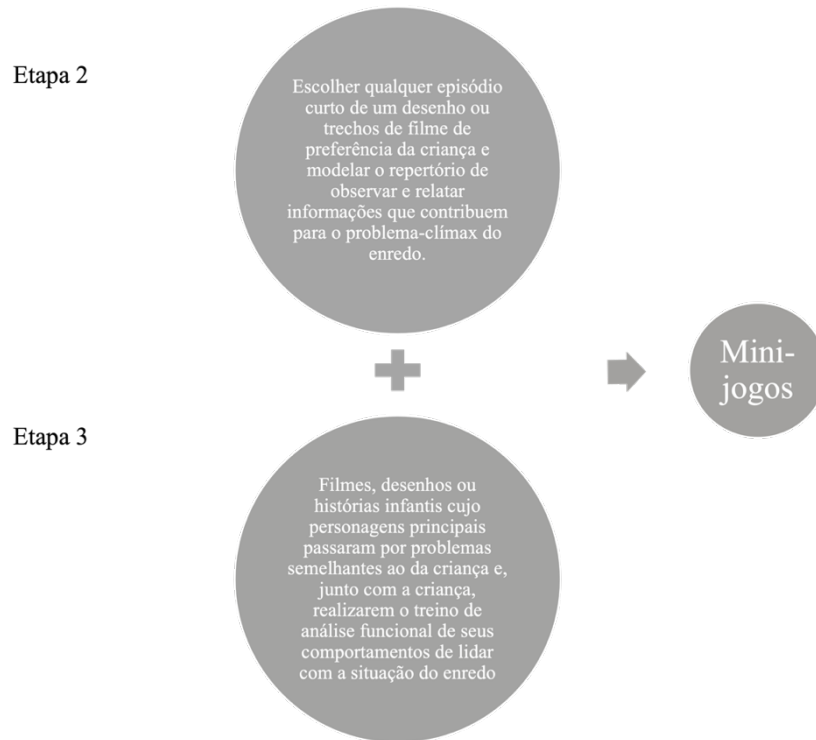 Etapa 2
Escolher qualquer episódio
curto de um desenho ou
trechos de filme de
preferência da criança e
modelar o repertório de
observar e relatar
informações que contribuem
para o problema-clímax do
enredo.
Mini-
jogos
Etapa 3
Filmes, desenhos ou
histórias infantis cujo
personagens principais
passaram por problemas
semelhantes ao da criança e,
junto com a criança,
realizarem o treino de
análise funcional de seus
comportamentos de lidar
com a situação do enredo